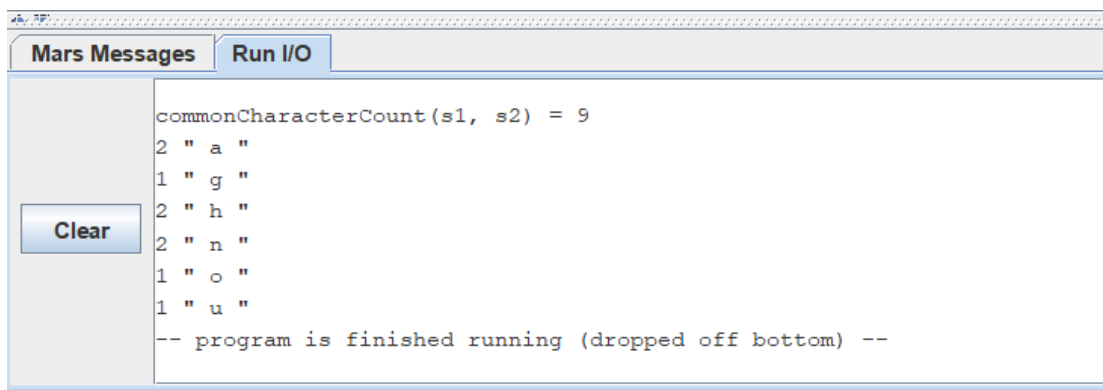 Mars Messages Run I/O
commonCharacterCount(s1, s2) = 9
2 " a "
1 " g "
2 " h "
2 " n "
1 " o "
1 " u "
-- program is finished running (dropped off bottom) --
Clear